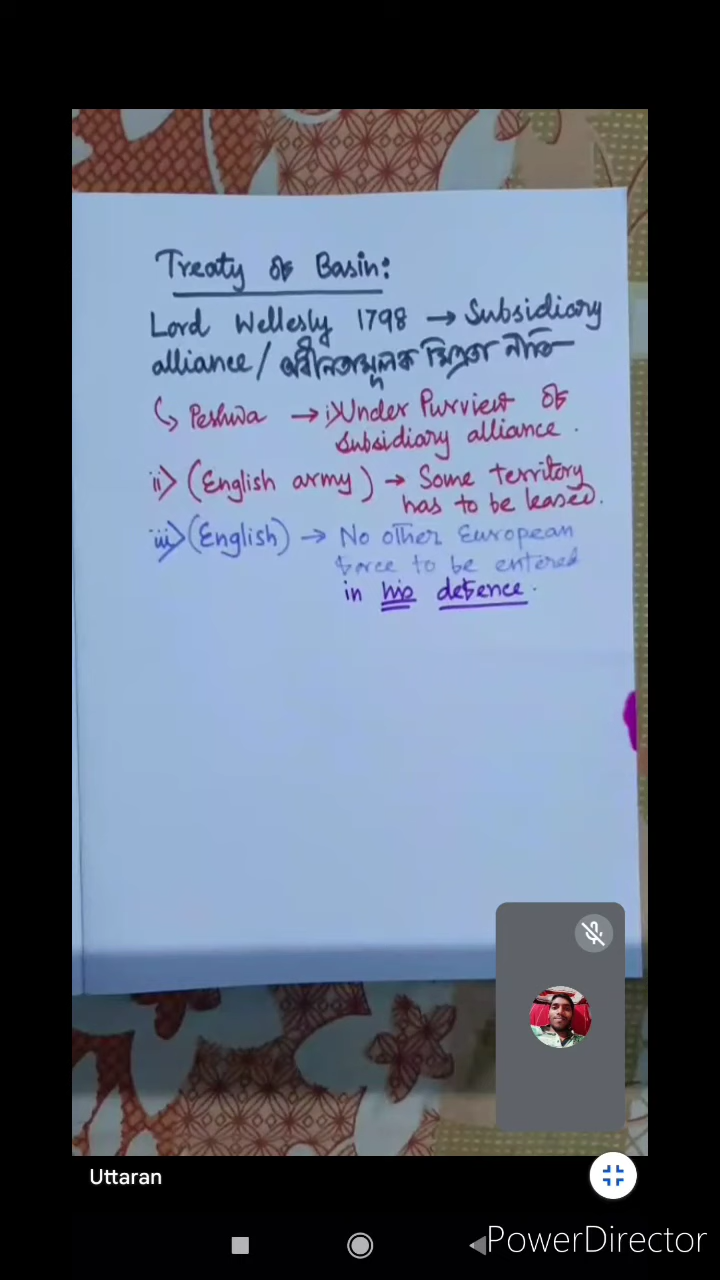 Treaty of Basin:
Lord Wellesly 1798 → Subsidiary
alliance / অধীনতামূলক মিত্রতা নীতি
↳ Peshwa → i) Under Purview of
subsidiary alliance.
ii) (English army) → Some territory
has to be leased.
iii) (English) → No other European
force to be entered
in his defence.
Uttaran
PowerDirector